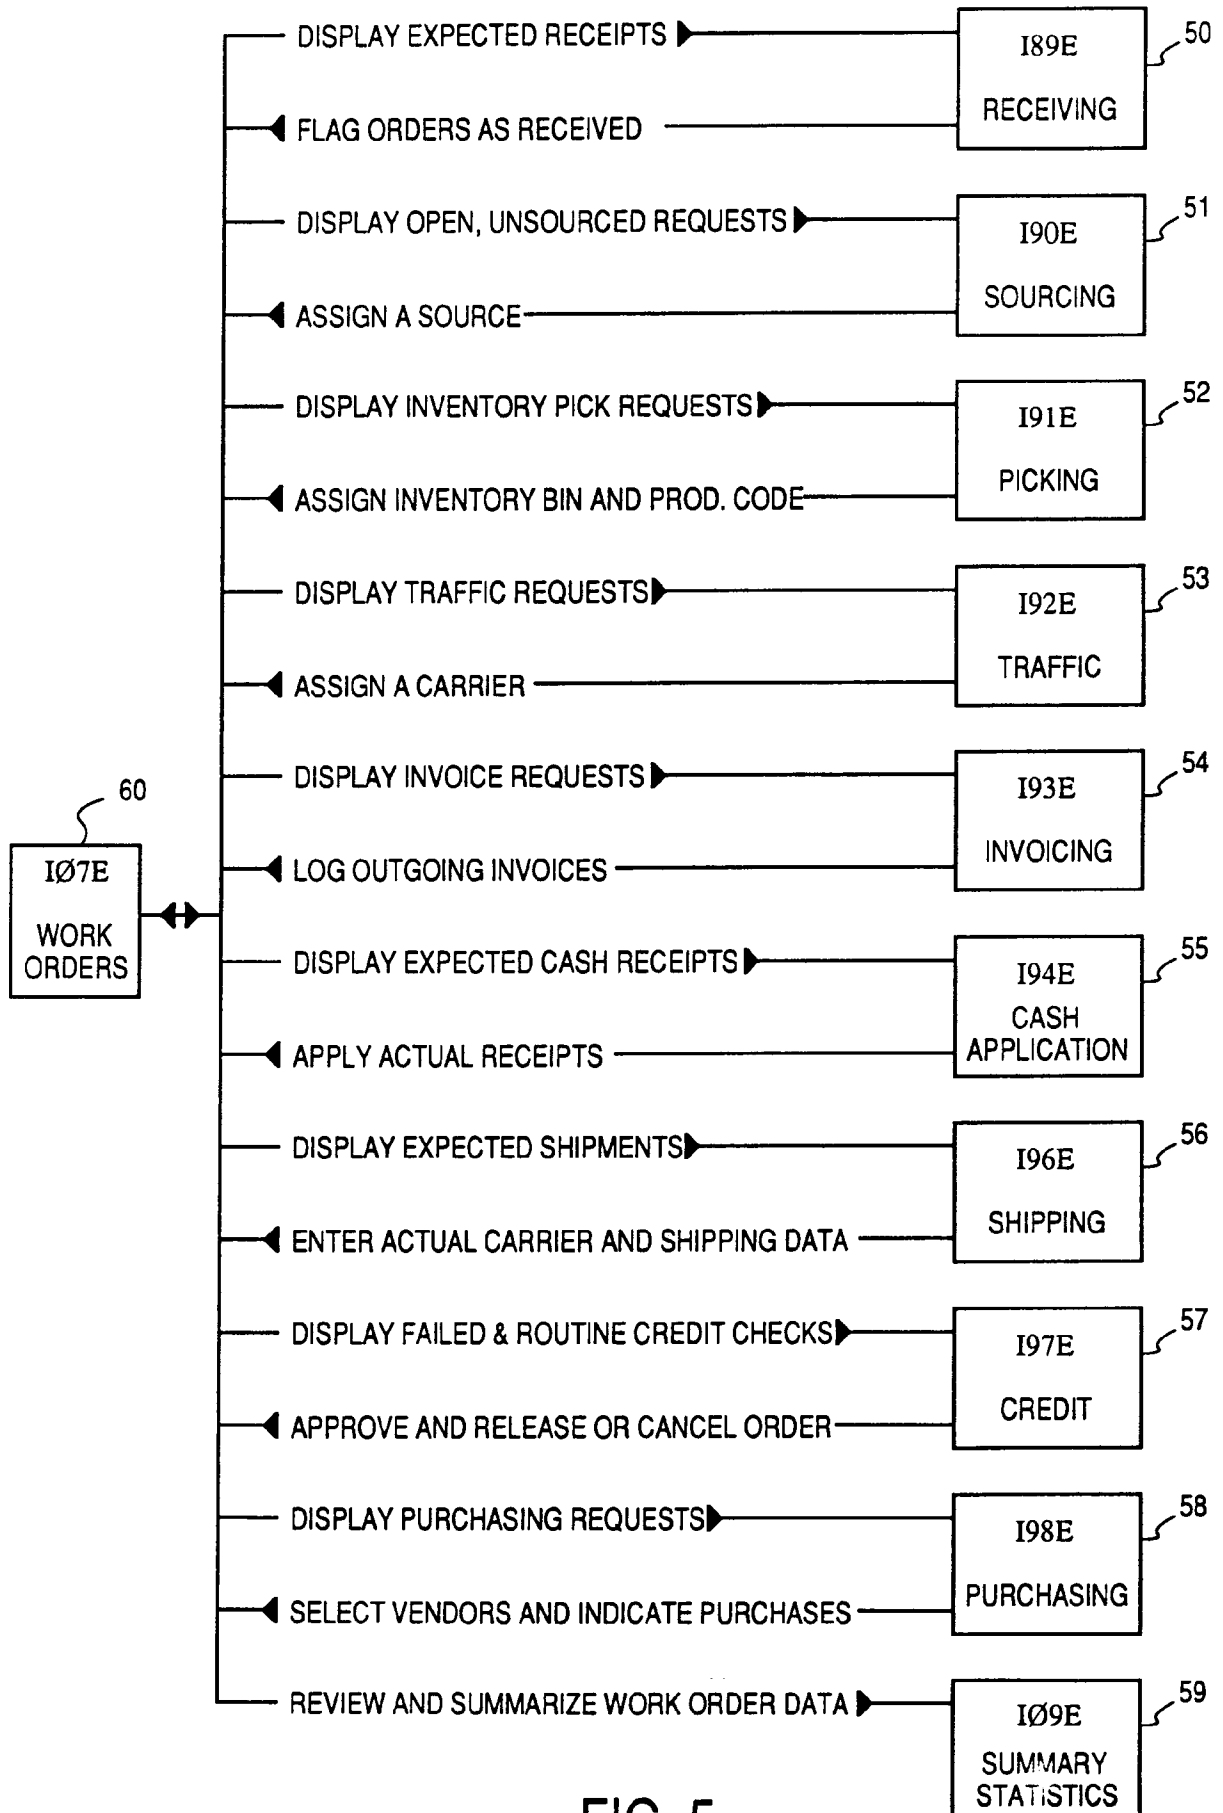 DISPLAY EXPECTED RECEIPTS
I89E
50
RECEIVING
FLAG ORDERS AS RECEIVED
DISPLAY OPEN, UNSOURCED REQUESTS
I90E
51
SOURCING
ASSIGN A SOURCE
DISPLAY INVENTORY PICK REQUESTS
I91E
52
PICKING
ASSIGN INVENTORY BIN AND PROD. CODE
DISPLAY TRAFFIC REQUESTS
I92E
53
TRAFFIC
ASSIGN A CARRIER
DISPLAY INVOICE REQUESTS
I93E
54
INVOICING
LOG OUTGOING INVOICES
60
IØ7E
WORK
ORDERS
DISPLAY EXPECTED CASH RECEIPTS
I94E
55
CASH
APPLICATION
APPLY ACTUAL RECEIPTS
DISPLAY EXPECTED SHIPMENTS
I96E
56
SHIPPING
ENTER ACTUAL CARRIER AND SHIPPING DATA
DISPLAY FAILED & ROUTINE CREDIT CHECKS
I97E
57
CREDIT
APPROVE AND RELEASE OR CANCEL ORDER
DISPLAY PURCHASING REQUESTS
I98E
58
PURCHASING
SELECT VENDORS AND INDICATE PURCHASES
REVIEW AND SUMMARIZE WORK ORDER DATA
IØ9E
59
SUMMARY
STATISTICS
FIG. 5